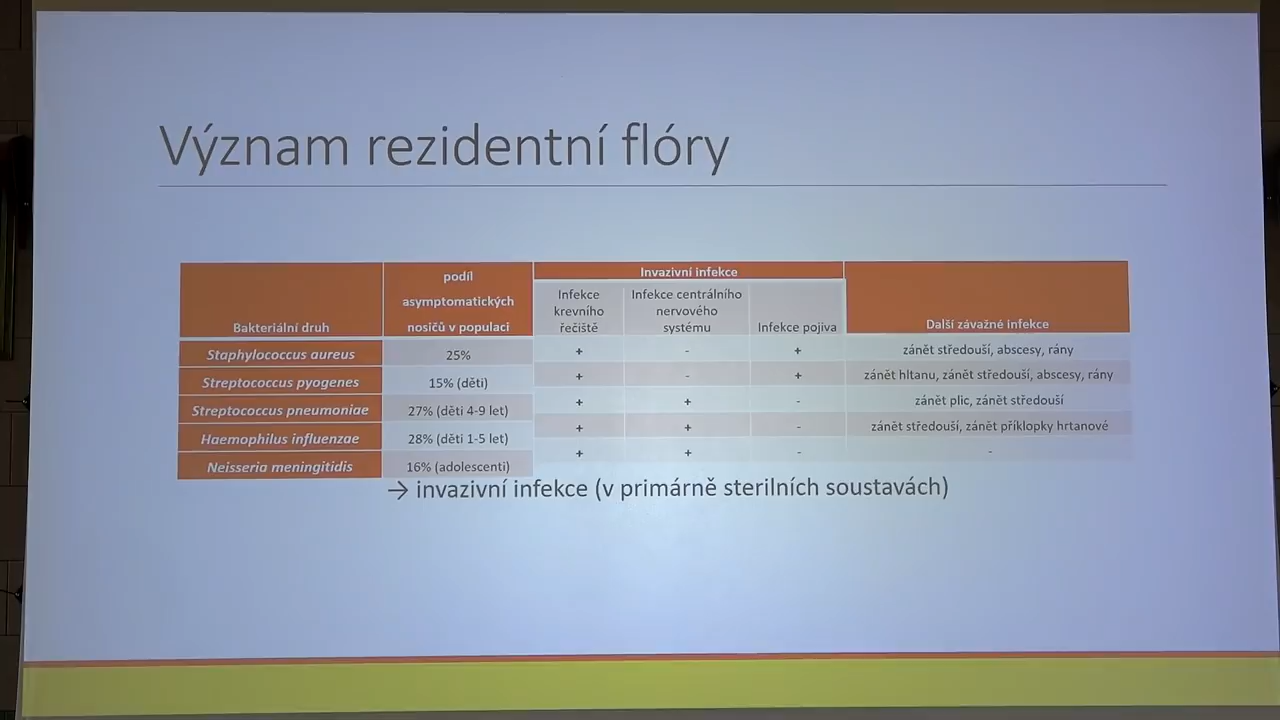 Význam rezidentní flóry
Invazivní infekce
Bakteriální druh
podíl
asymptomatických
nosičů v populaci
Infekce
krevního
řečiště
Infekce centrálního
nervového
systému
Infekce pojiva
Další závažné infekce
Staphylococcus aureus 25% + - + zánět středouší, abscesy, rány
Streptococcus pyogenes 15% (děti) + - + zánět hltanu, zánět středouší, abscesy, rány
Streptococcus pneumoniae 27% (děti 4-9 let) + + - zánět plic, zánět středouší
Haemophilus influenzae 28% (děti 1-5 let) + + - zánět středouší, zánět příklopky hrtanové
Neisseria meningitidis 16% (adolescenti) + + - -
→ invazivní infekce (v primárně sterilních soustavách)